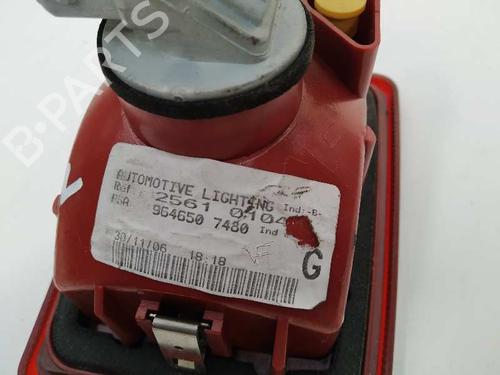 B-PARTS
AUTOMOTIVE LIGHTING
Ref: 2561 0104 Ind:-B-
PSA 964650 7480 Ind
G
30/11/06 18:18